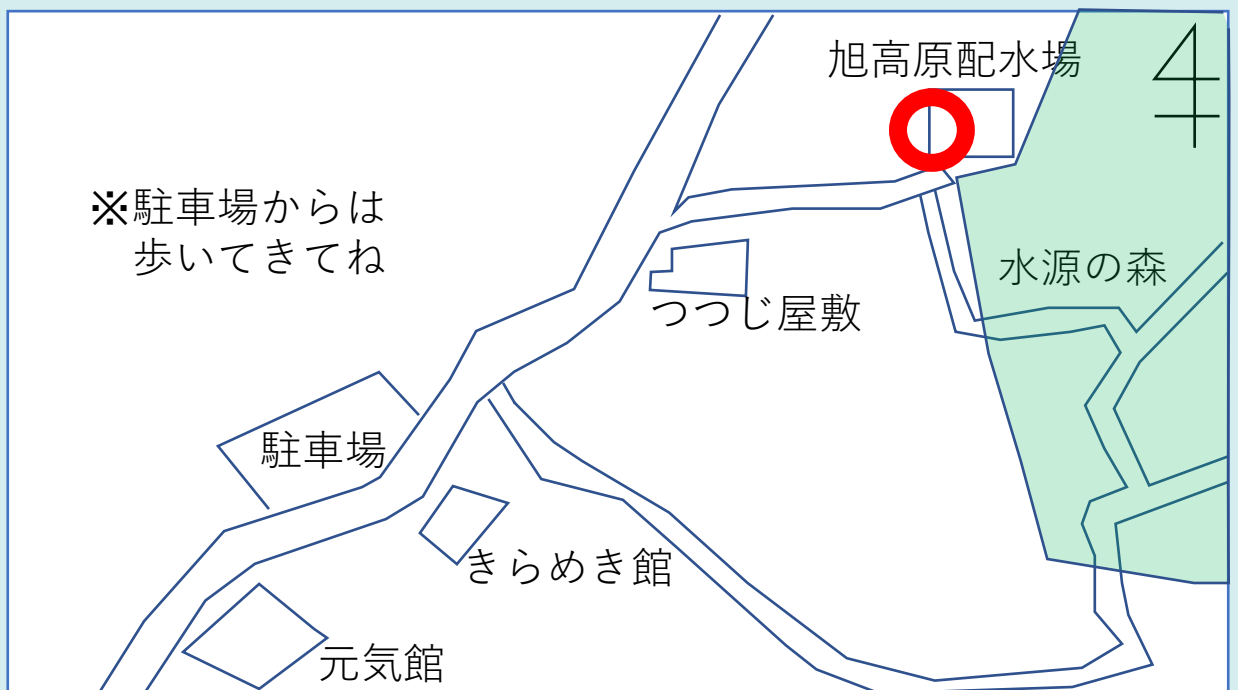 旭高原配水場
※駐車場からは
歩いてきてね
水源の森
つつじ屋敷
駐車場
きらめき館
元気館